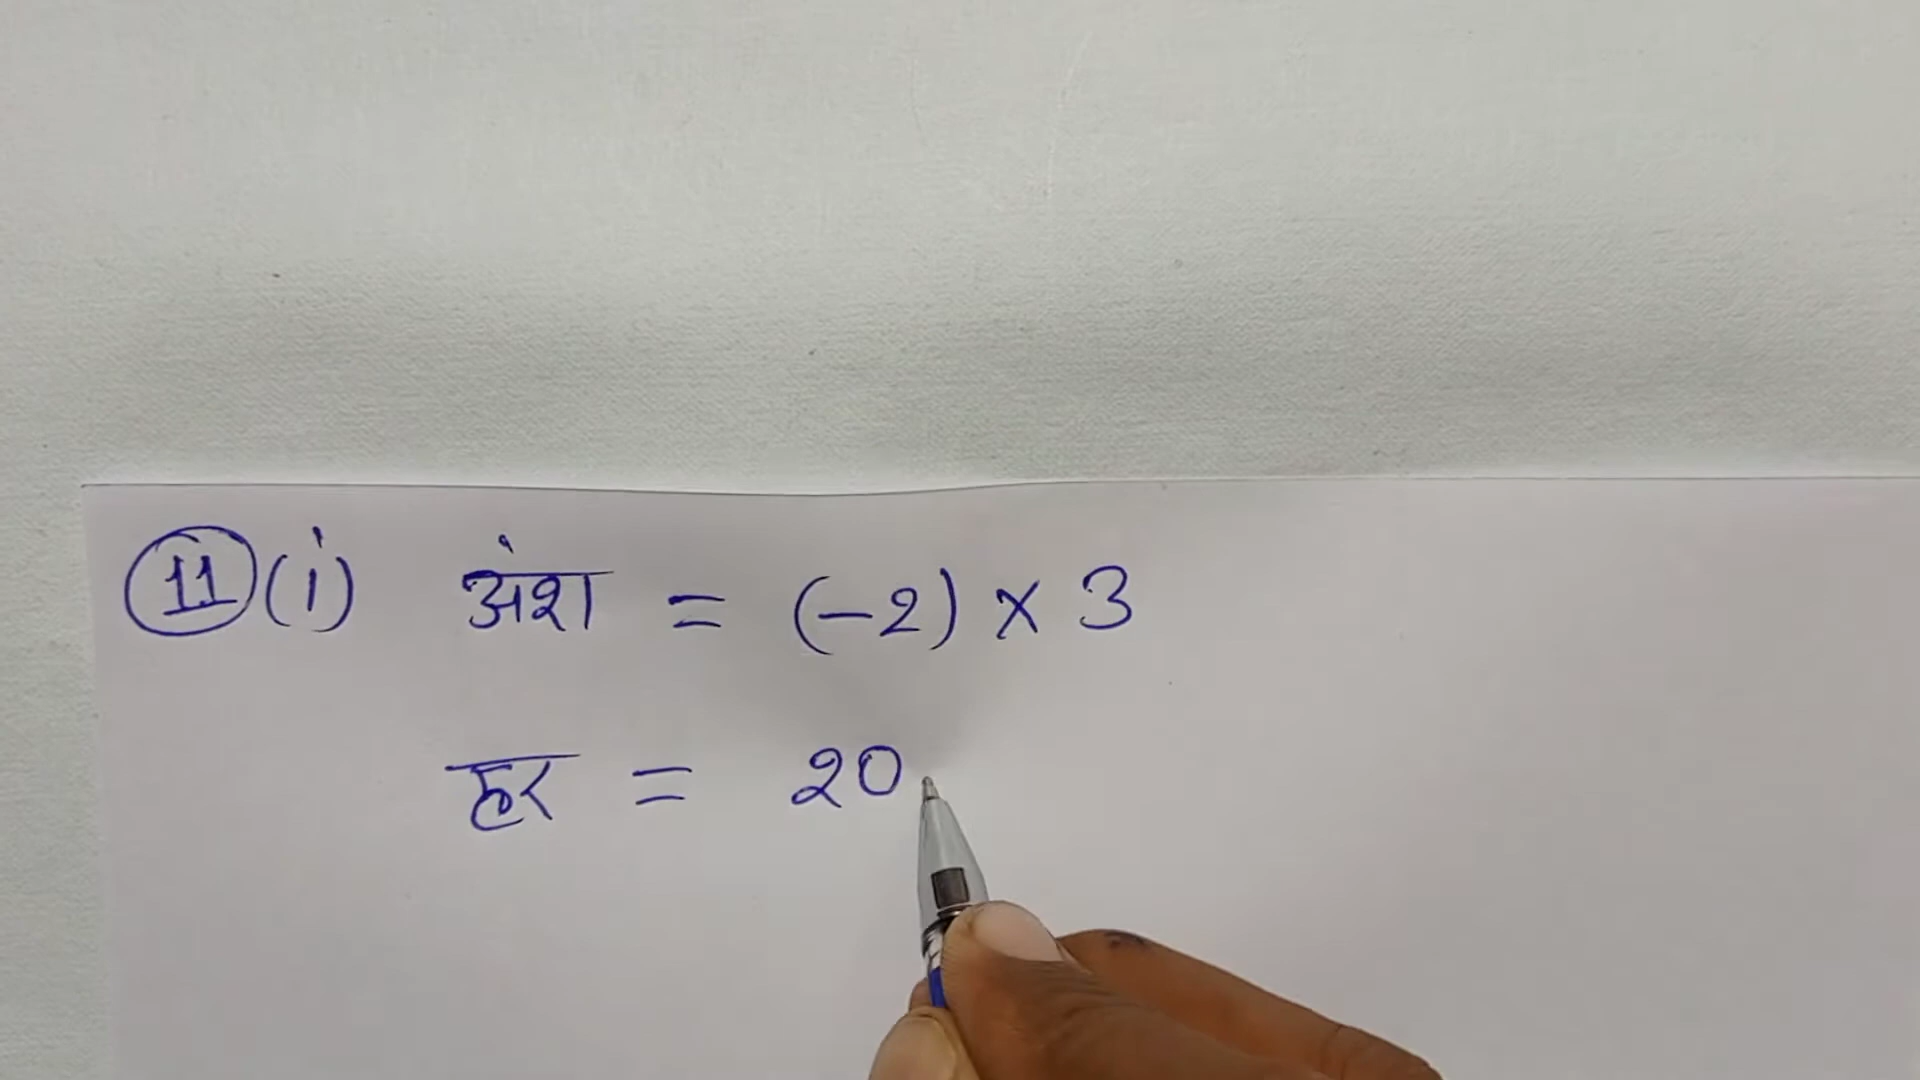 11 (i) अंश = (-2) × 3
हर = 20